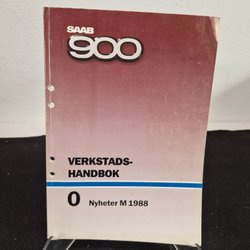 SAAB
900
VERKSTADS-
HANDBOK
0 Nyheter M 1988